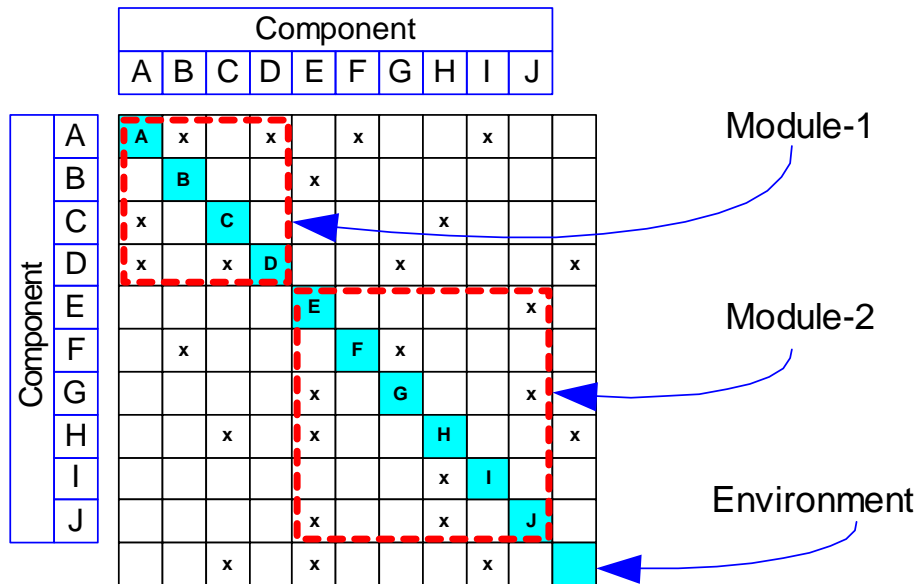 Component
A B C D E F G H I J
Component
Module-1
A A x x x x
B B x
C x C x
D x x D x x
E E x
Module-2
F x F x
G x G x
H x x H x
I x I
Environment
J x x J
x x x